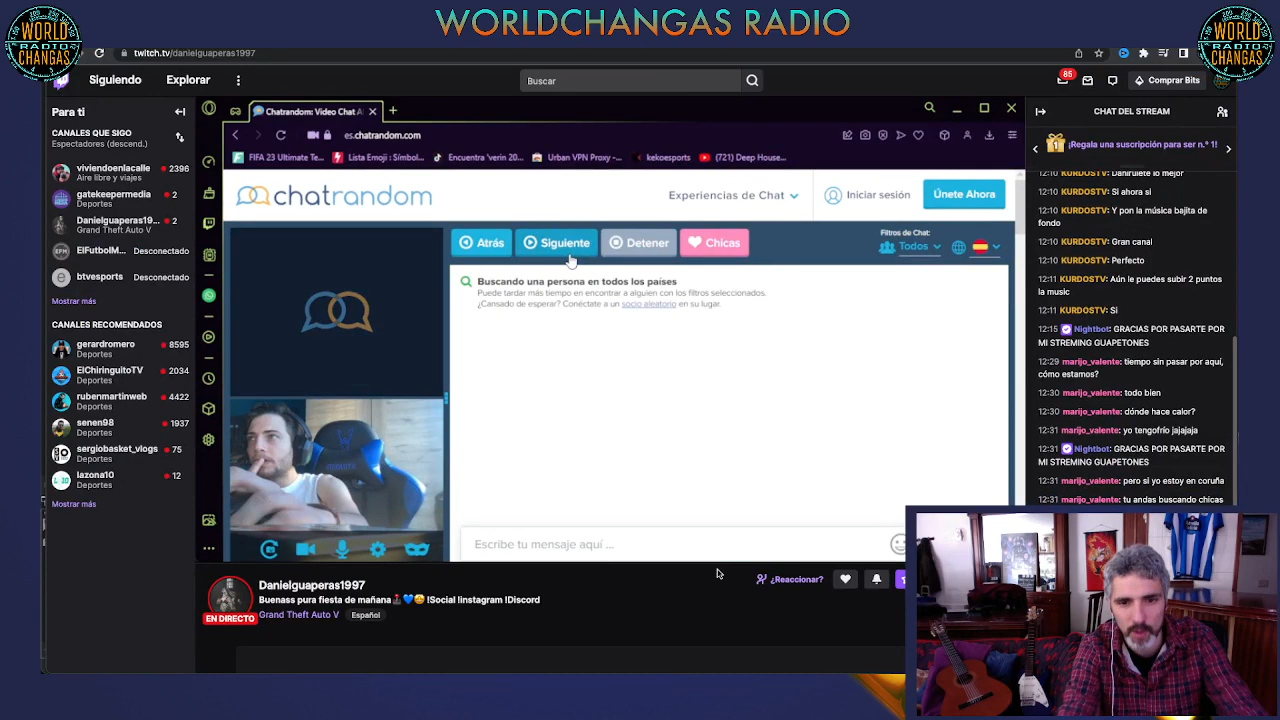 WORLDCHANGAS RADIO
WORLD
RADIO
CHANGAS
WORLD
RADIO
CHANGAS
twitch.tv/danielguaperas1997
Siguiendo
Explorar
Buscar
85
Comprar Bits
Para ti
CANALES QUE SIGO
Espectadores (descend.)
viviendoenlacalle 2396
Aire libre y viajes
gatekeepermedia 2
Danielguaperas19... 2
Grand Theft Auto V
ElFutbolM... Desconectado
btvesports Desconectado
Mostrar más
CANALES RECOMENDADOS
gerardromero 8595
Deportes
ElChiringuitoTV 2034
Deportes
rubenmartinweb 4422
Deportes
senen98 1937
Deportes
sergiobasket_vlogs 75
Deportes
lazona10 12
Deportes
Mostrar más
Chatrandom: Video Chat A
es.chatrandom.com
FIFA 23 Ultimate Te...
Lista Emoji : Símbol...
Encuentra 'verin 20...
Urban VPN Proxy -...
kekoesports
(721) Deep House...
chatrandom
Experiencias de Chat
Iniciar sesión
Únete Ahora
Atrás
Siguiente
Detener
Chicas
Filtros de Chat:
Todos
Buscando una persona en todos los países
Puede tardar más tiempo en encontrar a alguien con los filtros seleccionados.
¿Cansado de esperar? Conéctate a un socio aleatorio en su lugar.
Escribe tu mensaje aquí ...
Danielguaperas1997
Buenass pura fiesta de mañana !Social !instagram !Discord
Grand Theft Auto V Español
EN DIRECTO
¿Reaccionar?
CHAT DEL STREAM
1
¡Regala una suscripción para ser n.º 1!
12:10 KURDOSTV: Dahiruele lo mejor
12:10 KURDOSTV: Si ahora si
12:10 KURDOSTV: Y pon la música bajita de
fondo
12:10 KURDOSTV: Gran canal
12:10 KURDOSTV: Perfecto
12:11 KURDOSTV: Aún le puedes subir 2 puntos
a la music
12:11 KURDOSTV: Si
12:15 Nightbot: GRACIAS POR PASARTE POR
MI STREMING GUAPETONES
12:29 marijo_valente: tiempo sin pasar por aquí,
cómo estamos?
12:30 marijo_valente: todo bien
12:30 marijo_valente: dónde hace calor?
12:31 marijo_valente: yo tengofrío jajajaja
12:31 Nightbot: GRACIAS POR PASARTE POR
MI STREMING GUAPETONES
12:31 marijo_valente: pero si yo estoy en coruña
12:31 marijo_valente: tu andas buscando chicas